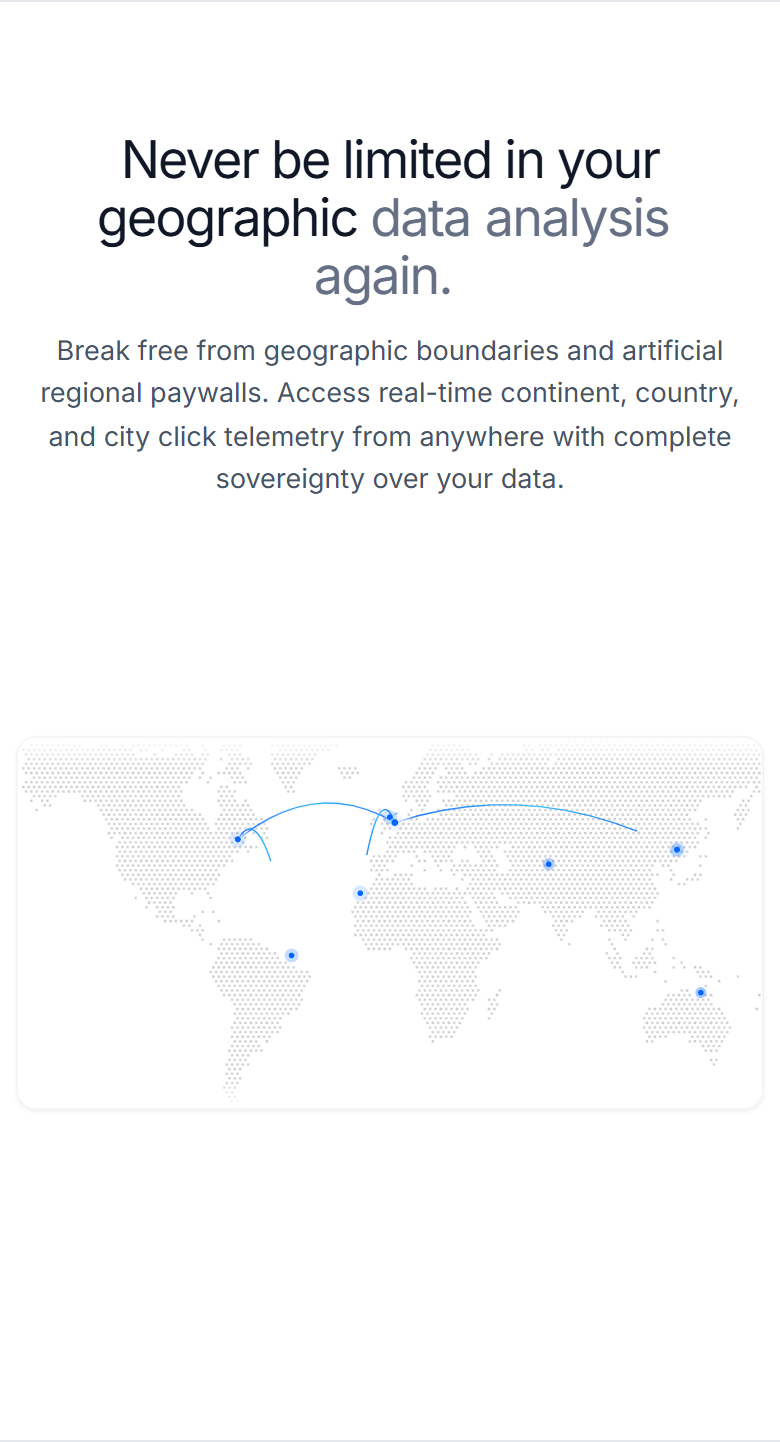 Never be limited in your
geographic data analysis
again.
Break free from geographic boundaries and artificial
regional paywalls. Access real-time continent, country,
and city click telemetry from anywhere with complete
sovereignty over your data.